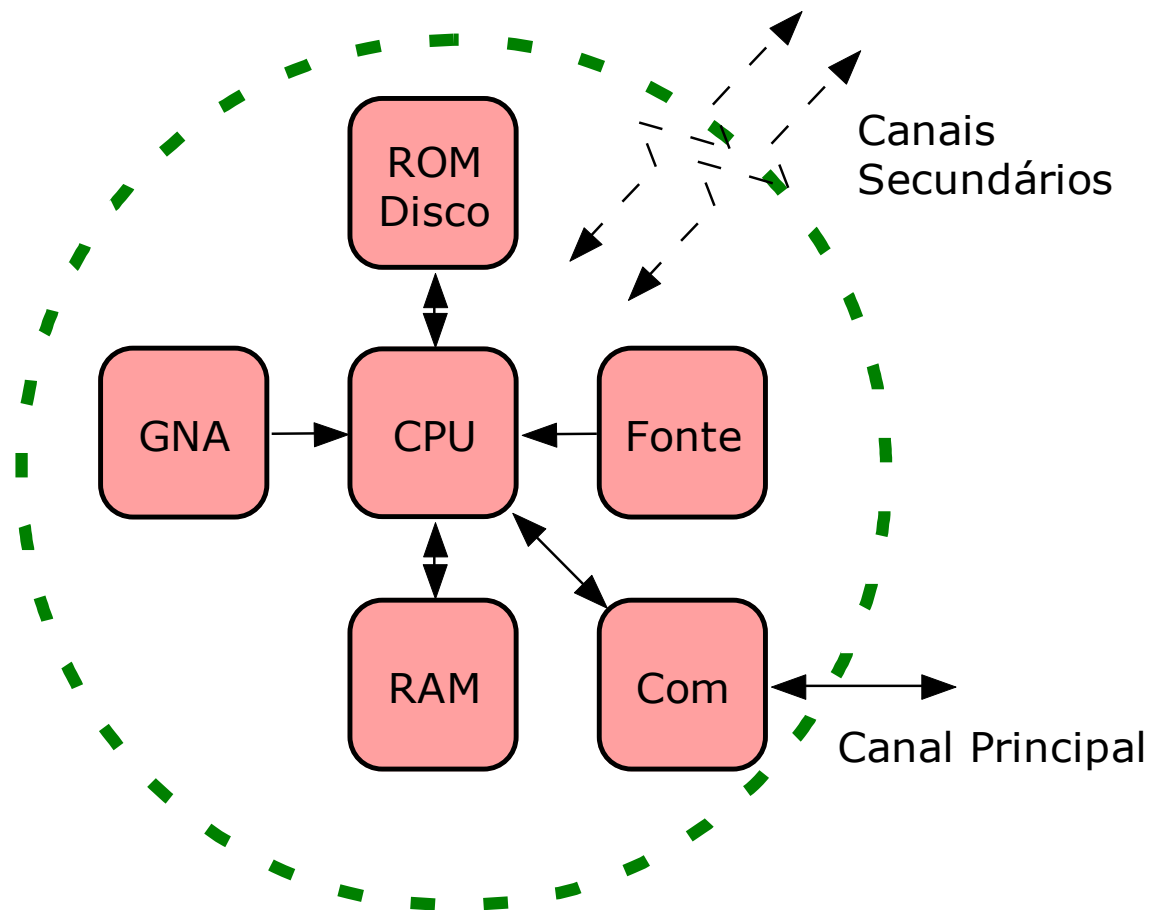 Canais
Secundários
ROM
Disco
GNA
CPU
Fonte
RAM
Com
Canal Principal